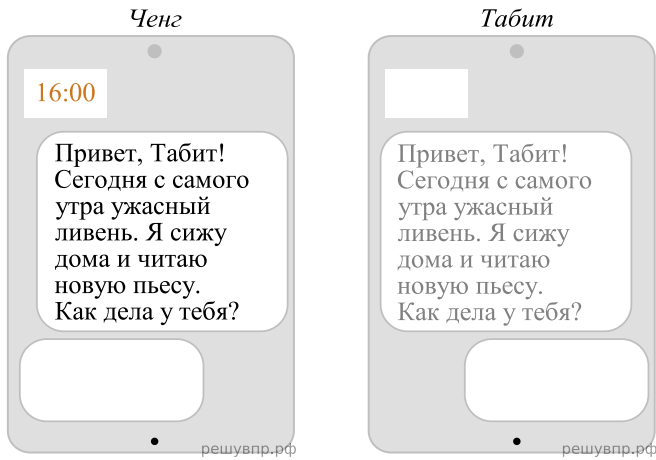 Ченг
16:00
Привет, Табит!
Сегодня с самого
утра ужасный
ливень. Я сижу
дома и читаю
новую пьесу.
Как дела у тебя?
решувпр.рф
Табит
Привет, Табит!
Сегодня с самого
утра ужасный
ливень. Я сижу
дома и читаю
новую пьесу.
Как дела у тебя?
решувпр.рф